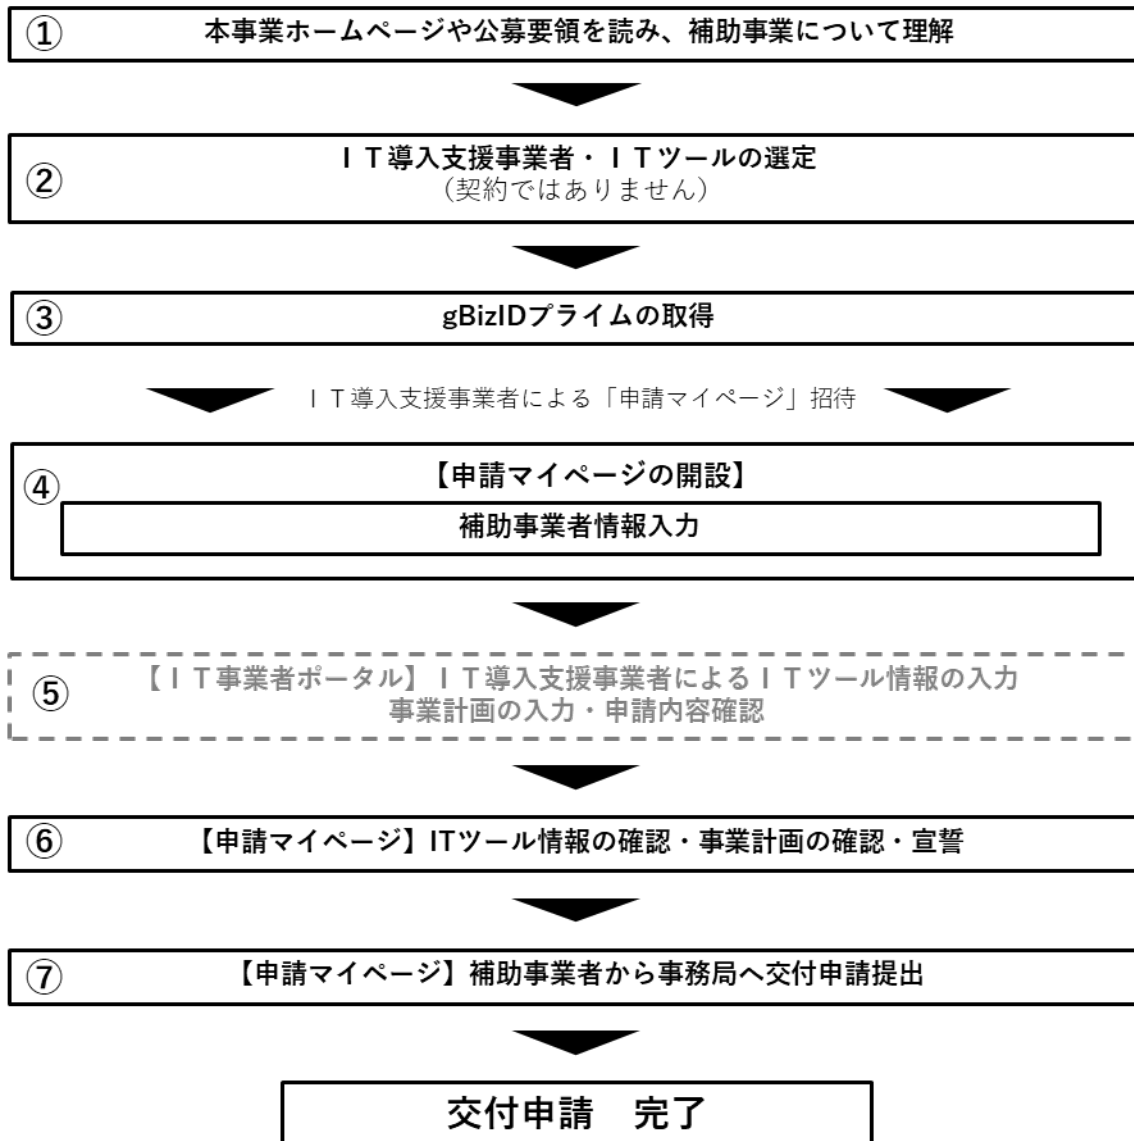 ① 本事業ホームページや公募要領を読み、補助事業について理解
② ＩＴ導入支援事業者・ＩＴツールの選定
（契約ではありません）
③ gBizIDプライムの取得
ＩＴ導入支援事業者による「申請マイページ」招待
④ 【申請マイページの開設】
補助事業者情報入力
⑤ 【ＩＴ事業者ポータル】ＩＴ導入支援事業者によるＩＴツール情報の入力
事業計画の入力・申請内容確認
⑥ 【申請マイページ】ITツール情報の確認・事業計画の確認・宣誓
⑦ 【申請マイページ】補助事業者から事務局へ交付申請提出
交付申請　完了